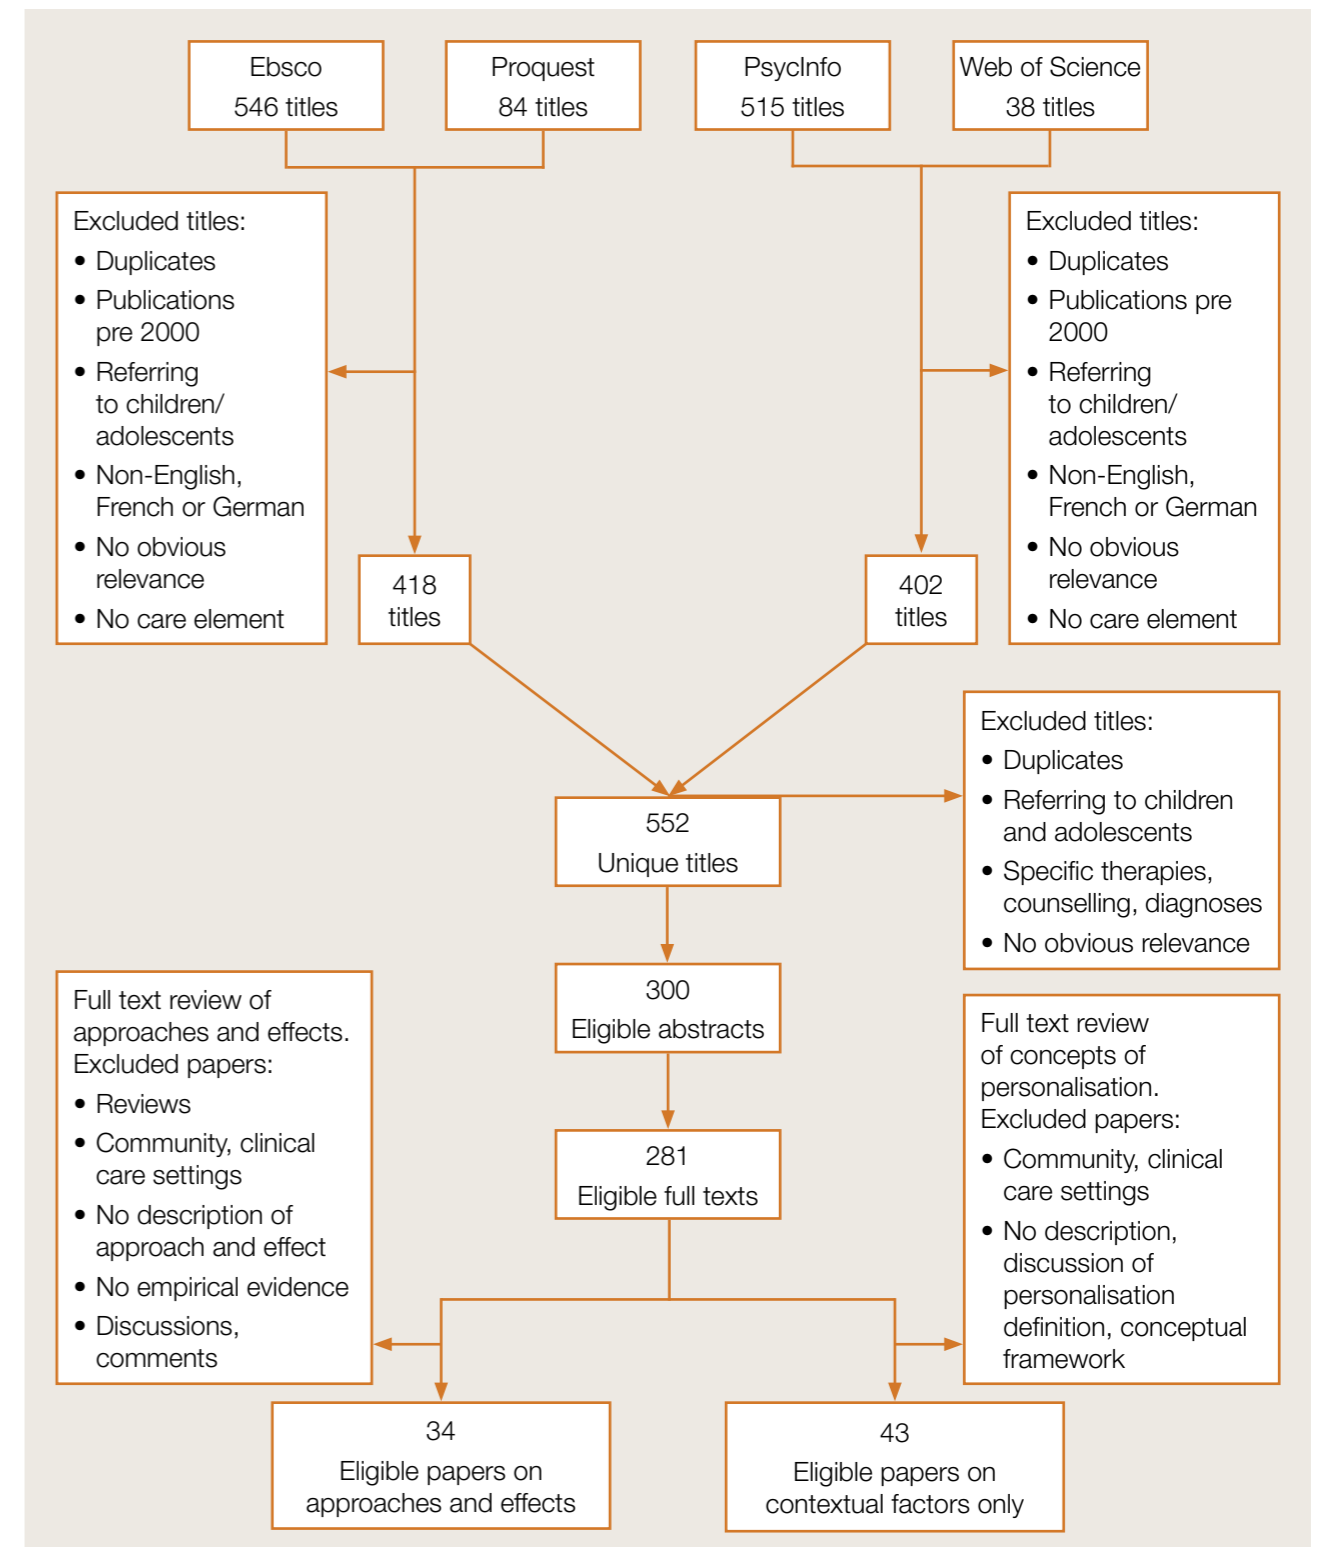 Ebsco
546 titles
Proquest
84 titles
PsycInfo
515 titles
Web of Science
38 titles
Excluded titles:
• Duplicates
• Publications
pre 2000
• Referring
to children/
adolescents
• Non-English,
French or German
• No obvious
relevance
• No care element
Excluded titles:
• Duplicates
• Publications pre
2000
• Referring
to children/
adolescents
• Non-English,
French or German
• No obvious
relevance
• No care element
418
titles
402
titles
552
Unique titles
Excluded titles:
• Duplicates
• Referring to children
and adolescents
• Specific therapies,
counselling, diagnoses
• No obvious relevance
300
Eligible abstracts
281
Eligible full texts
Full text review of
approaches and effects.
Excluded papers:
• Reviews
• Community, clinical
care settings
• No description of
approach and effect
• No empirical evidence
• Discussions,
comments
Full text review
of concepts of
personalisation.
Excluded papers:
• Community, clinical
care settings
• No description,
discussion of
personalisation
definition, conceptual
framework
34
Eligible papers on
approaches and effects
43
Eligible papers on
contextual factors only